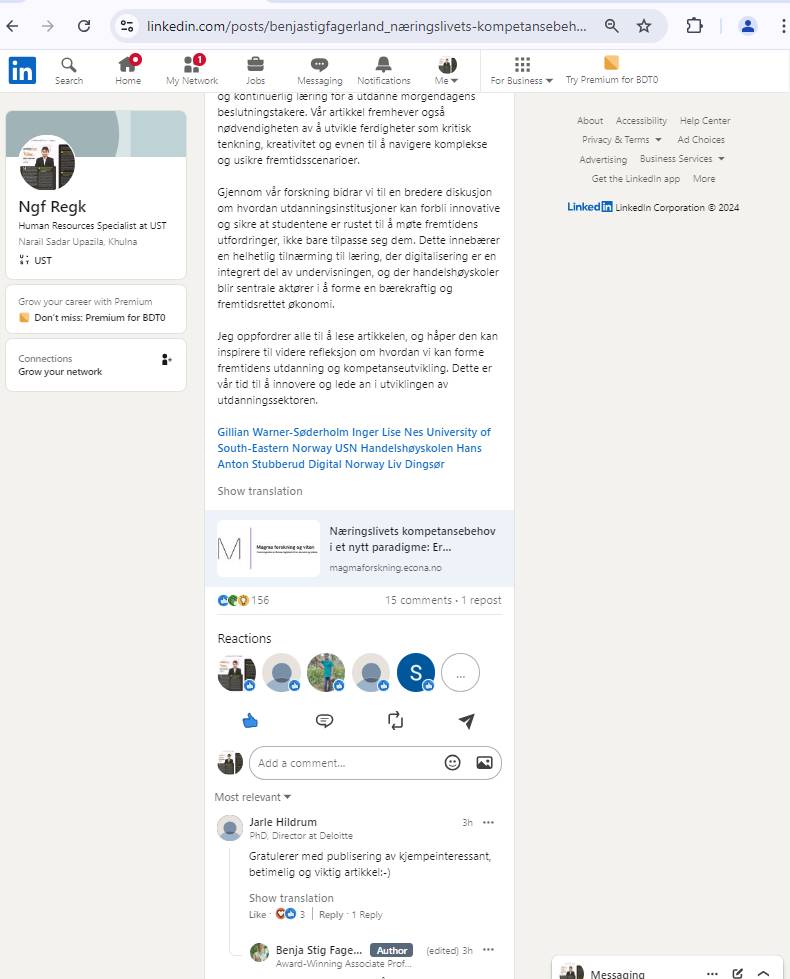 linkedin.com/posts/benjastigfagerland_næringslivets-kompetansebeh...
in
Search
Home
1
My Network
Jobs
Messaging
Notifications
Me
For Business
Try Premium for BDT0
Ngf Regk
Human Resources Specialist at UST
Narail Sadar Upazila, Khulna
UST
Grow your career with Premium
Don't miss: Premium for BDT0
Connections
Grow your network
og kontinuerlig læring for å utdanne morgendagens
beslutningstakere. Vår artikkel fremhever også
nødvendigheten av å utvikle ferdigheter som kritisk
tenkning, kreativitet og evnen til å navigere komplekse
og usikre fremtidsscenarioer.
Gjennom vår forskning bidrar vi til en bredere diskusjon
om hvordan utdanningsinstitusjoner kan forbli innovative
og sikre at studentene er rustet til å møte fremtidens
utfordringer, ikke bare tilpasse seg dem. Dette innebærer
en helhetlig tilnærming til læring, der digitalisering er en
integrert del av undervisningen, og der handelshøyskoler
blir sentrale aktører i å forme en bærekraftig og
fremtidsrettet økonomi.
Jeg oppfordrer alle til å lese artikkelen, og håper den kan
inspirere til videre refleksjon om hvordan vi kan forme
fremtidens utdanning og kompetanseutvikling. Dette er
vår tid til å innovere og lede an i utviklingen av
utdanningssektoren.
Gillian Warner-Søderholm Inger Lise Nes University of
South-Eastern Norway USN Handelshøyskolen Hans
Anton Stubberud Digital Norway Liv Dingsør
Show translation
M
Magma forskning og viten
Næringslivets kompetansebehov
i et nytt paradigme: Er...
magmaforskning.econa.no
156
15 comments • 1 repost
Reactions
S
...
Add a comment...
Most relevant
Jarle Hildrum
3h
PhD, Director at Deloitte
Gratulerer med publisering av kjempeinteressant,
betimelig og viktig artikkel:-)
Show translation
Like · 3 | Reply · 1 Reply
Benja Stig Fage... Author (edited) 3h
Award-Winning Associate Prof...
About Accessibility Help Center
Privacy & Terms Ad Choices
Advertising Business Services
Get the LinkedIn app More
LinkedIn LinkedIn Corporation © 2024
Messaging